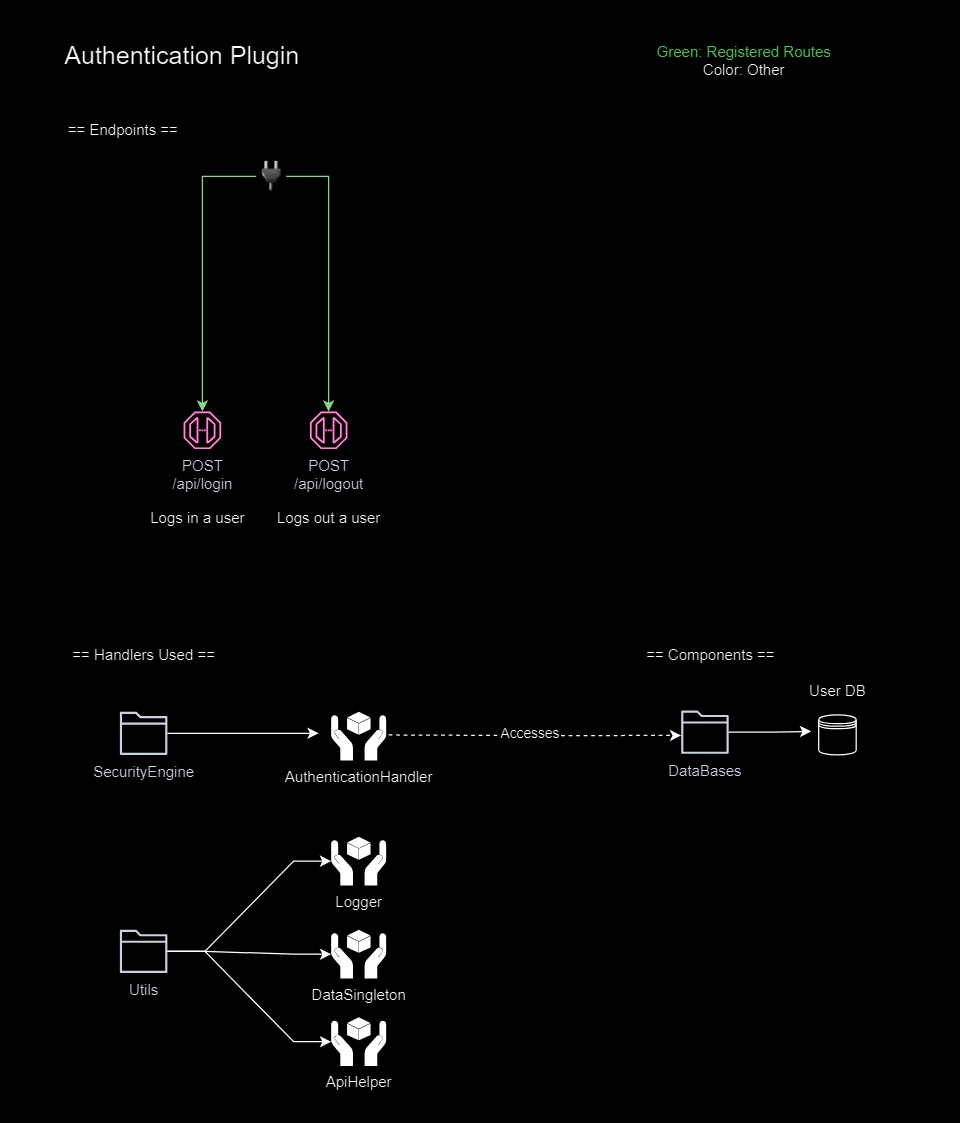 Authentication Plugin
Green: Registered Routes
Color: Other
== Endpoints ==
POST
/api/login
Logs in a user
POST
/api/logout
Logs out a user
== Handlers Used ==
== Components ==
User DB
SecurityEngine
AuthenticationHandler
Accesses
DataBases
Logger
Utils
DataSingleton
ApiHelper